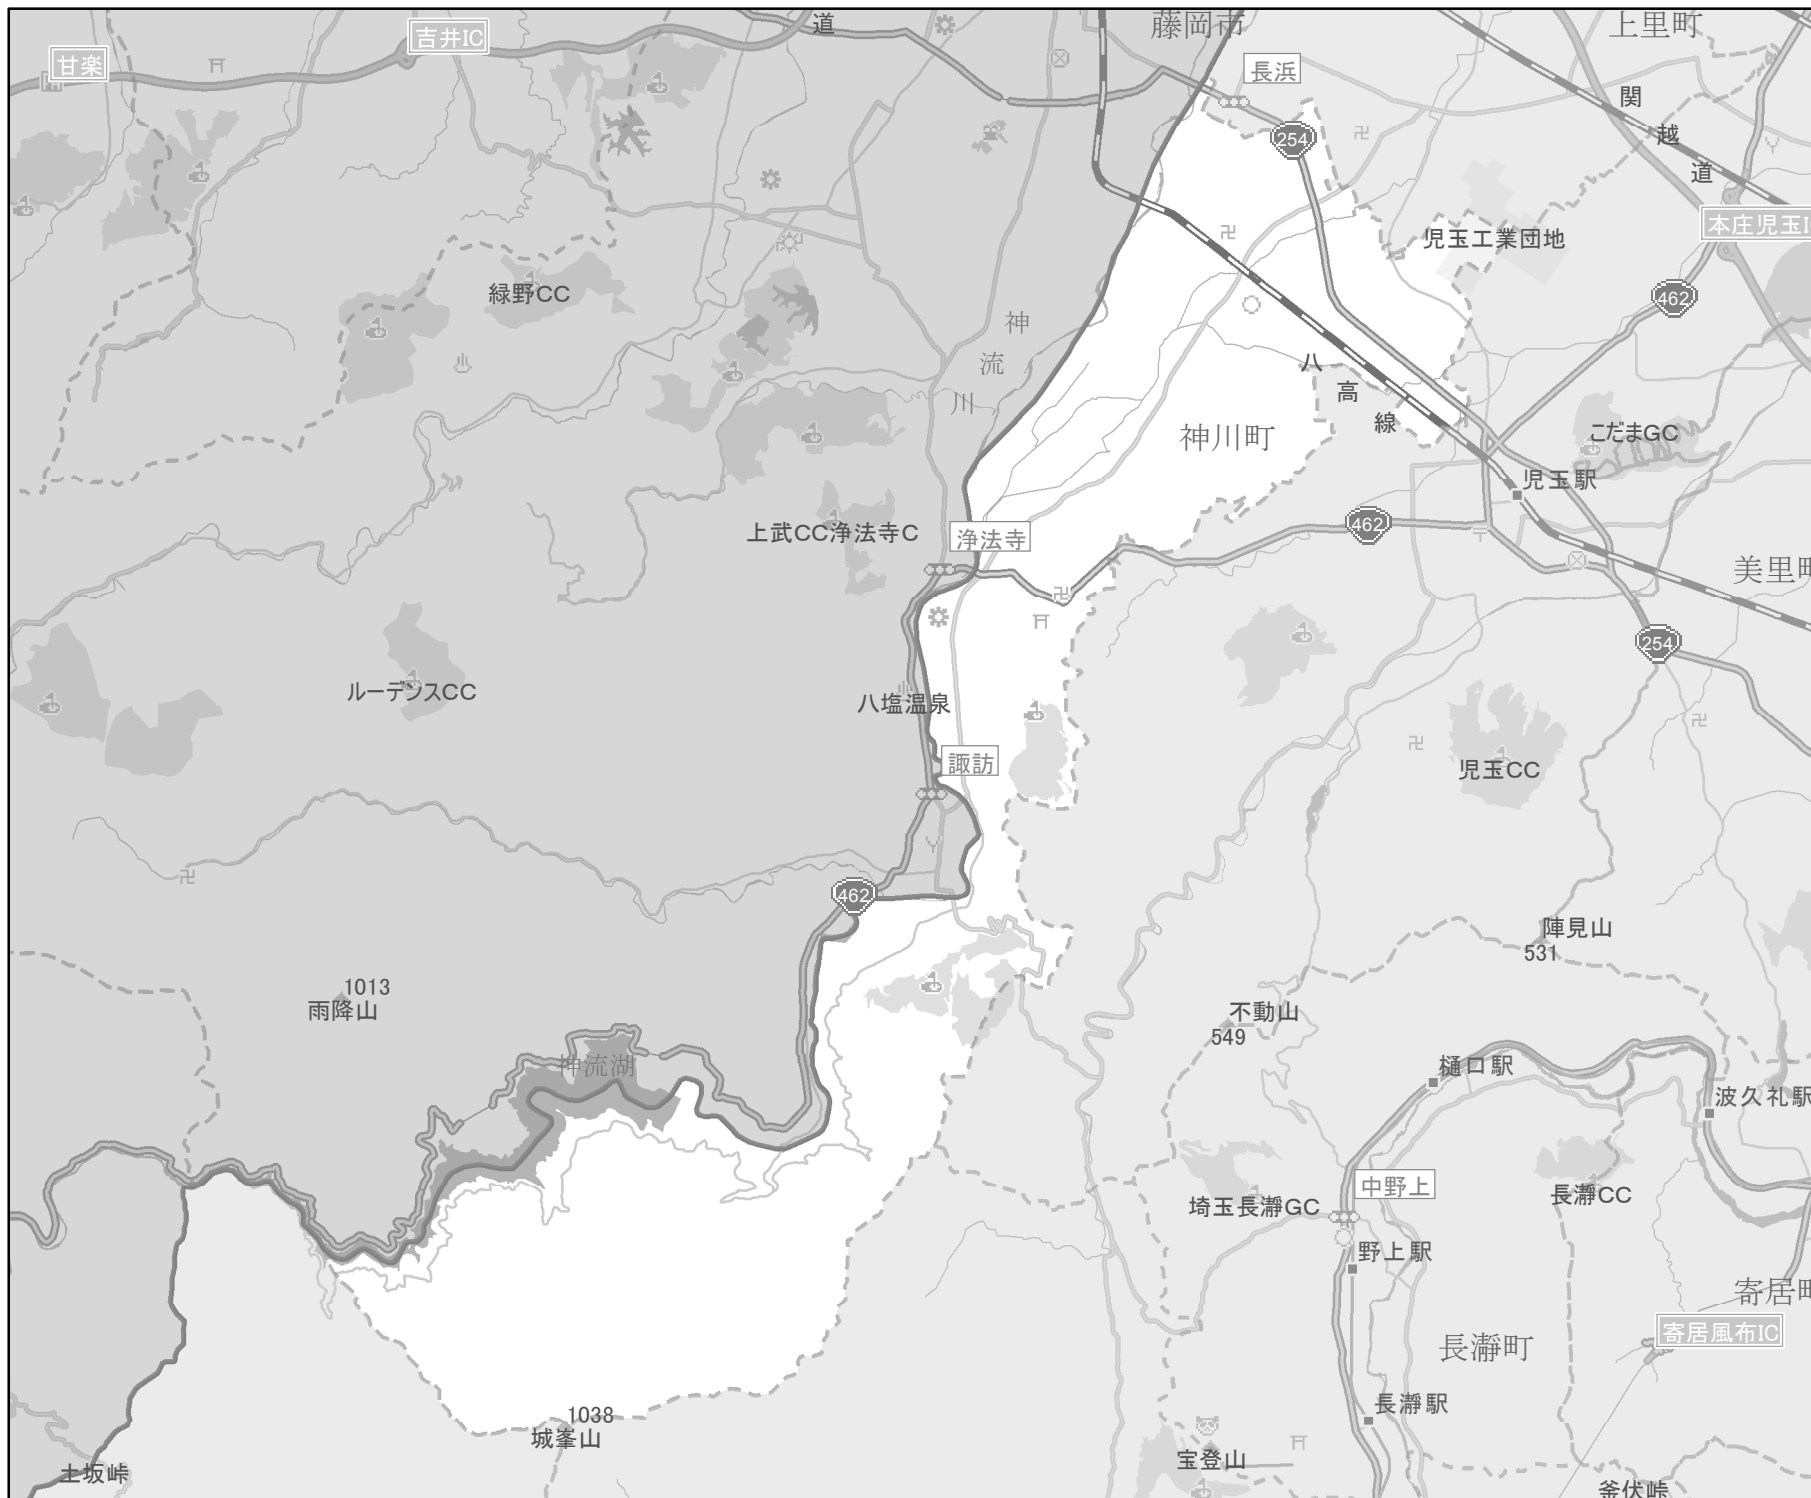 道
藤岡市
上里町
吉井IC
甘楽
長浜
関
越
道
254
本庄児玉I
児玉工業団地
462
緑野CC
神
流
川
八
高
線
神川町
こだまGC
児玉駅
462
上武CC浄法寺C
浄法寺
美里町
254
ルーデンスCC
八塩温泉
諏訪
児玉CC
462
陣見山
531
1013
雨降山
不動山
549
神流湖
樋口駅
波久礼駅
中野上
埼玉長瀞GC
長瀞CC
野上駅
寄居町
寄居風布IC
長瀞町
長瀞駅
1038
城峯山
宝登山
土坂峠
釜伏峠